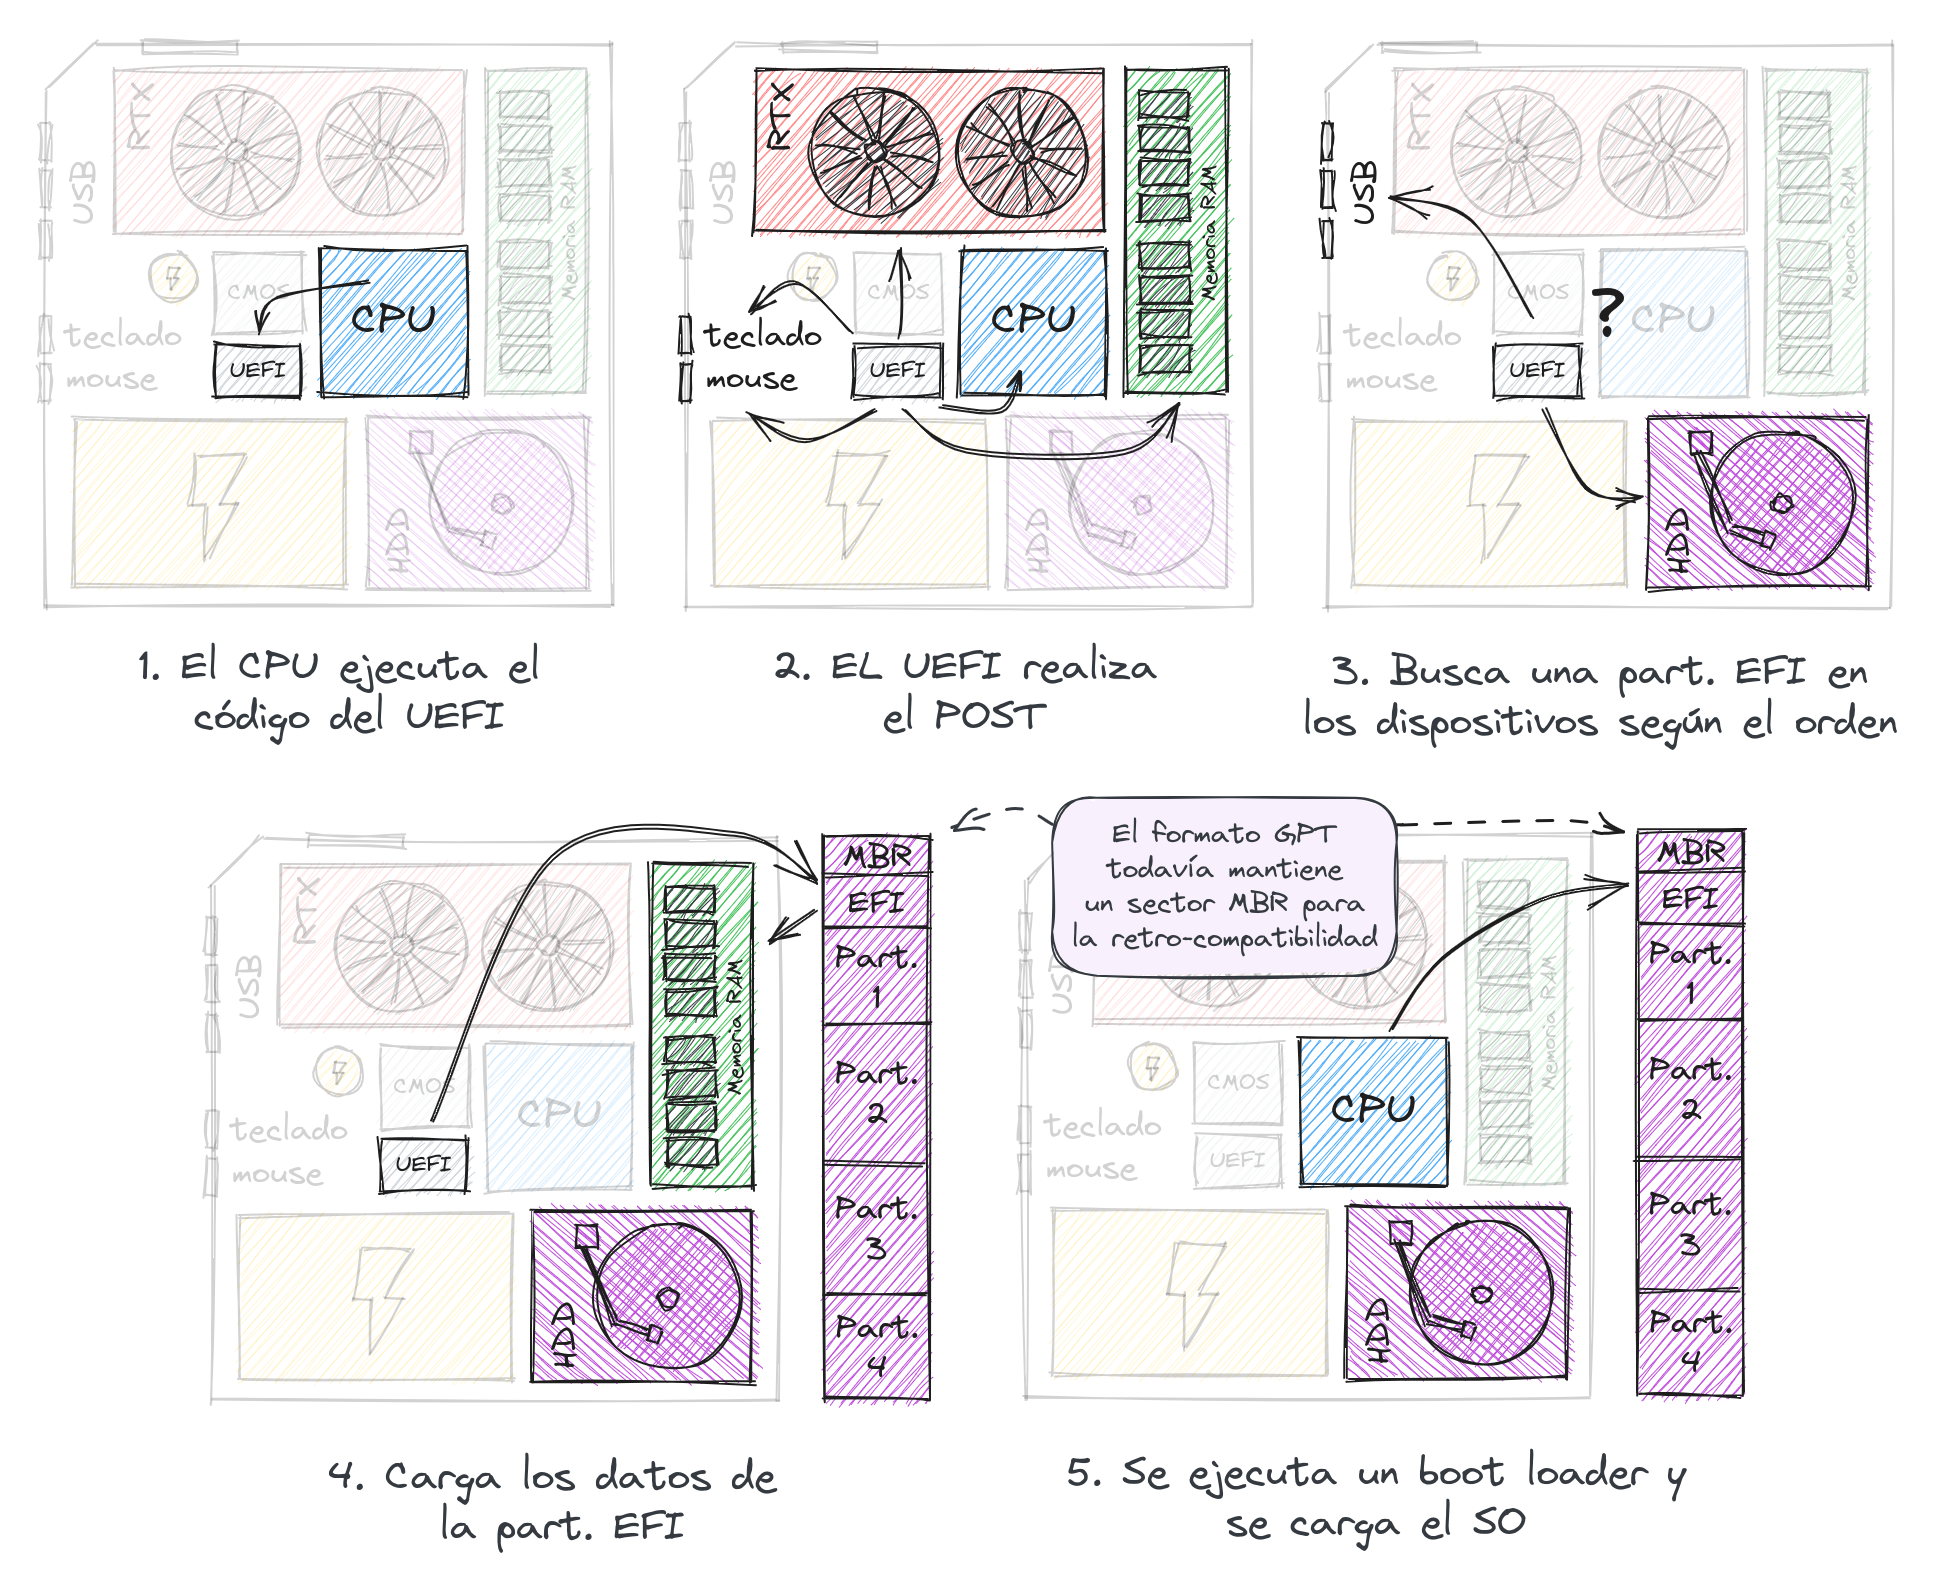 RTX
USB
Memoria RAM
CMOS
CPU
UEFI
teclado
mouse
HDD
1. El CPU ejecuta el
código del UEFI
RTX
USB
Memoria RAM
CMOS
CPU
UEFI
teclado
mouse
HDD
2. EL UEFI realiza
el POST
RTX
USB
Memoria RAM
CMOS
?
CPU
UEFI
teclado
mouse
HDD
3. Busca una part. EFI en
los dispositivos según el orden
RTX
USB
Memoria RAM
CMOS
CPU
UEFI
teclado
mouse
HDD
MBR
EFI
Part.
1
Part.
2
Part.
3
Part.
4
4. Carga los datos de
la part. EFI
El formato GPT
todavía mantiene
un sector MBR para
la retro-compatibilidad
USB
Memoria RAM
CMOS
CPU
UEFI
teclado
mouse
HDD
MBR
EFI
Part.
1
Part.
2
Part.
3
Part.
4
5. Se ejecuta un boot loader y
se carga el SO